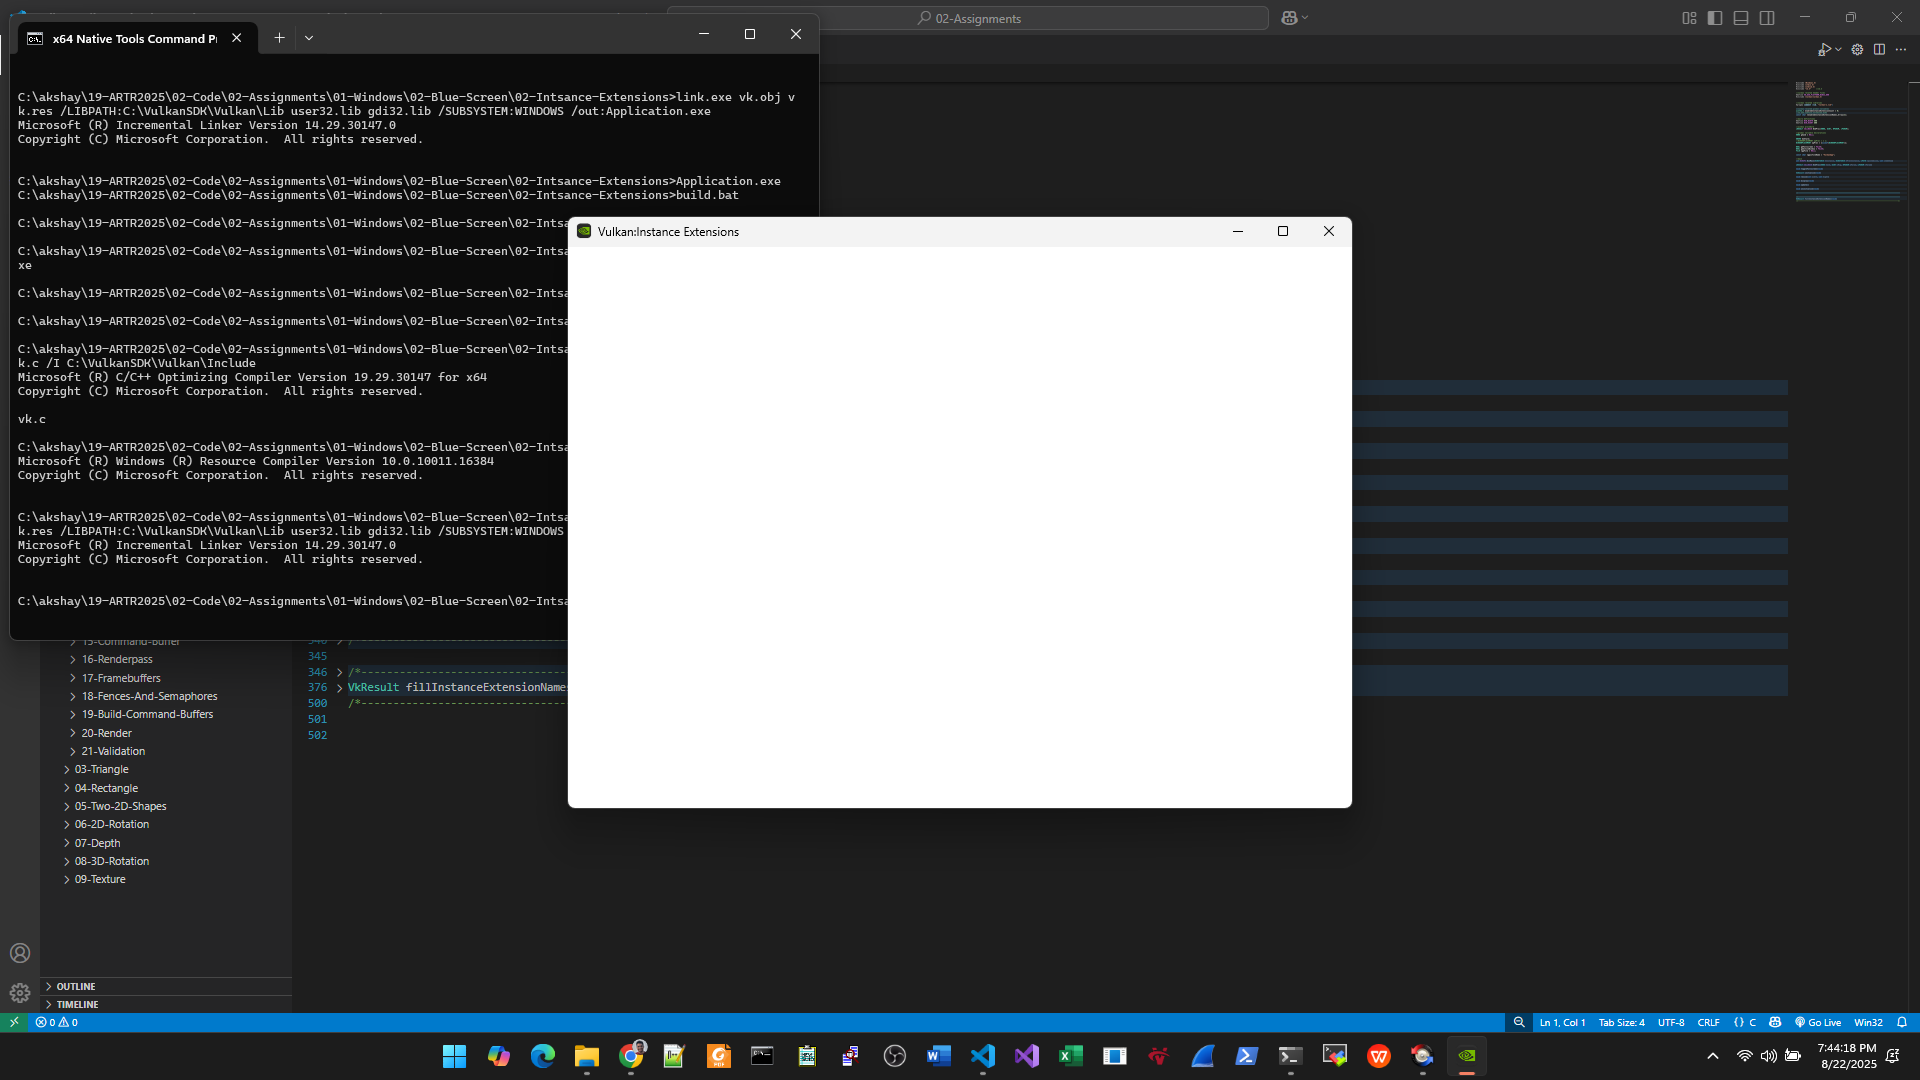 02-Assignments
x64 Native Tools Command Pr
C:\akshay\19-ARTR2025\02-Code\02-Assignments\01-Windows\02-Blue-Screen\02-Intsance-Extensions>link.exe vk.obj v
k.res /LIBPATH:C:\VulkanSDK\Vulkan\Lib user32.lib gdi32.lib /SUBSYSTEM:WINDOWS /out:Application.exe
Microsoft (R) Incremental Linker Version 14.29.30147.0
Copyright (C) Microsoft Corporation.  All rights reserved.
C:\akshay\19-ARTR2025\02-Code\02-Assignments\01-Windows\02-Blue-Screen\02-Intsance-Extensions>Application.exe
C:\akshay\19-ARTR2025\02-Code\02-Assignments\01-Windows\02-Blue-Screen\02-Intsance-Extensions>build.bat
C:\akshay\19-ARTR2025\02-Code\02-Assignments\01-Windows\02-Blue-Screen\02-Intsa
C:\akshay\19-ARTR2025\02-Code\02-Assignments\01-Windows\02-Blue-Screen\02-Intsa
xe
C:\akshay\19-ARTR2025\02-Code\02-Assignments\01-Windows\02-Blue-Screen\02-Intsa
C:\akshay\19-ARTR2025\02-Code\02-Assignments\01-Windows\02-Blue-Screen\02-Intsa
C:\akshay\19-ARTR2025\02-Code\02-Assignments\01-Windows\02-Blue-Screen\02-Intsa
k.c /I C:\VulkanSDK\Vulkan\Include
Microsoft (R) C/C++ Optimizing Compiler Version 19.29.30147 for x64
Copyright (C) Microsoft Corporation.  All rights reserved.
vk.c
C:\akshay\19-ARTR2025\02-Code\02-Assignments\01-Windows\02-Blue-Screen\02-Intsa
Microsoft (R) Windows (R) Resource Compiler Version 10.0.10011.16384
Copyright (C) Microsoft Corporation.  All rights reserved.
C:\akshay\19-ARTR2025\02-Code\02-Assignments\01-Windows\02-Blue-Screen\02-Intsa
k.res /LIBPATH:C:\VulkanSDK\Vulkan\Lib user32.lib gdi32.lib /SUBSYSTEM:WINDOWS
Microsoft (R) Incremental Linker Version 14.29.30147.0
Copyright (C) Microsoft Corporation.  All rights reserved.
C:\akshay\19-ARTR2025\02-Code\02-Assignments\01-Windows\02-Blue-Screen\02-Intsa
Vulkan:Instance Extensions
15-Command-Buffer
16-Renderpass
17-Framebuffers
18-Fences-And-Semaphores
19-Build-Command-Buffers
20-Render
21-Validation
03-Triangle
04-Rectangle
05-Two-2D-Shapes
06-2D-Rotation
07-Depth
08-3D-Rotation
09-Texture
345
346 /*--------------------------------
376 VkResult fillInstanceExtensionNames
500 /*--------------------------------
501
502
OUTLINE
TIMELINE
0 0
Ln 1, Col 1 Tab Size: 4 UTF-8 CRLF {} C Go Live Win32
7:44:18 PM
8/22/2025